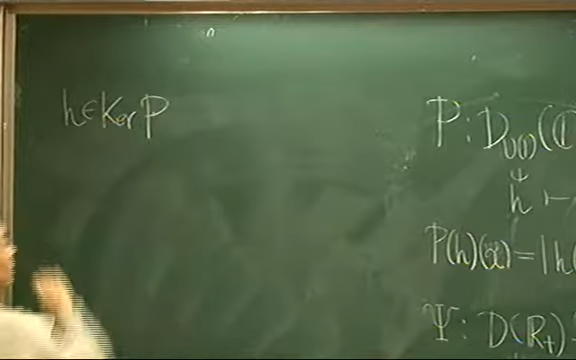 h∈Ker P
P : D_{U(1)}(ℂ
h ↦
P(h)(x)=|h(
Ψ : D(R₊)